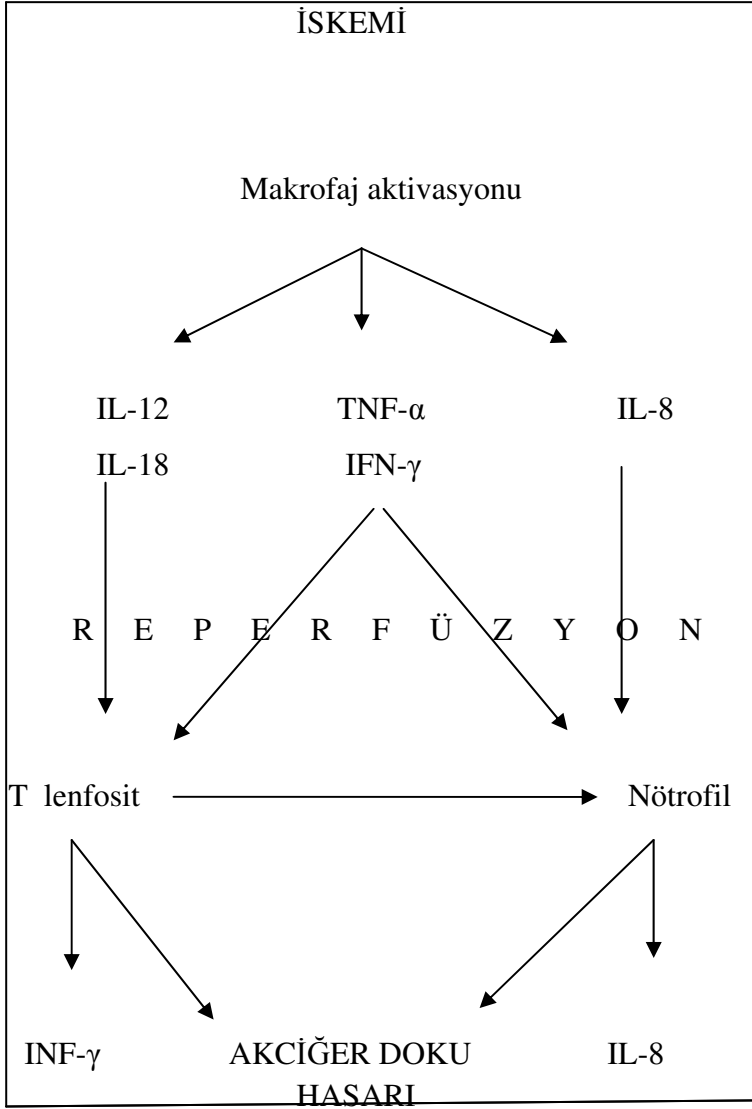 İSKEMİ
Makrofaj aktivasyonu
IL-12 TNF-α IL-8
IL-18 IFN-γ
R E P E R F Ü Z Y O N
T lenfosit Nötrofil
INF-γ AKCİĞER DOKU IL-8
HASARI